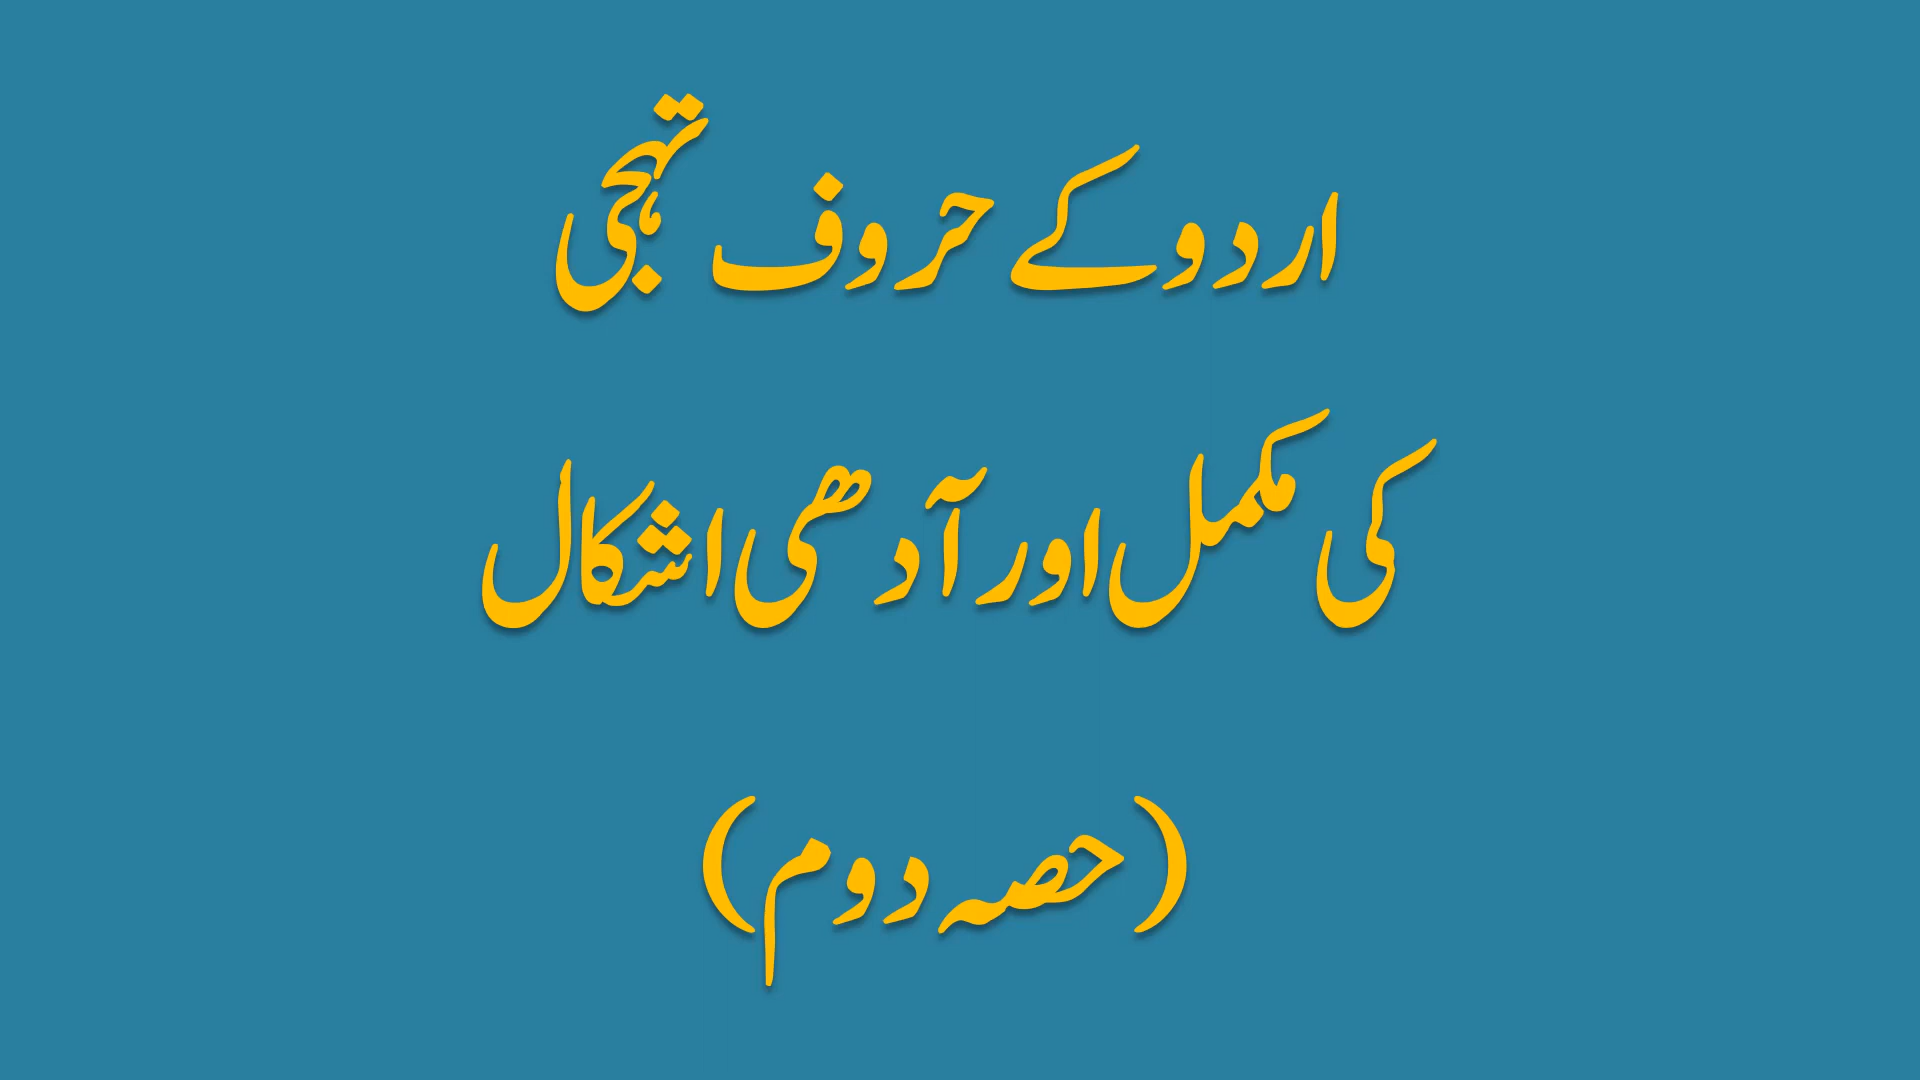 اردو کے حروف تہجی
کی مکمل اور آدھی اشکال
(حصہ دوم)